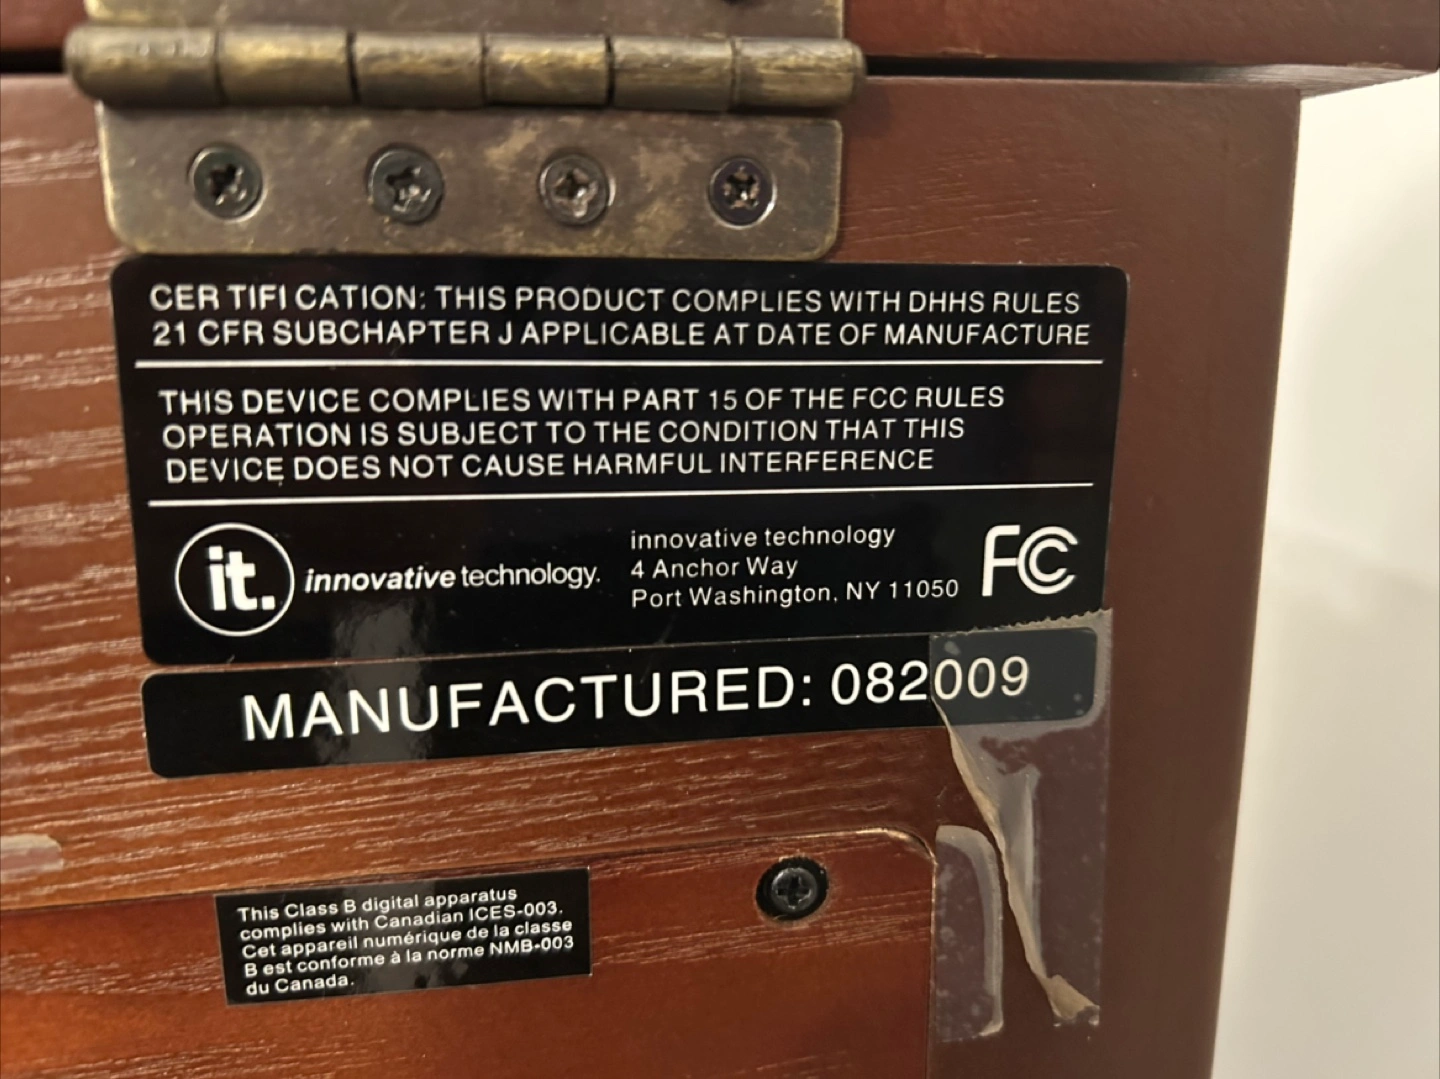 CERTIFICATION: THIS PRODUCT COMPLIES WITH DHHS RULES
21 CFR SUBCHAPTER J APPLICABLE AT DATE OF MANUFACTURE
THIS DEVICE COMPLIES WITH PART 15 OF THE FCC RULES
OPERATION IS SUBJECT TO THE CONDITION THAT THIS
DEVICE DOES NOT CAUSE HARMFUL INTERFERENCE
it. innovative technology.
innovative technology
4 Anchor Way
Port Washington, NY 11050
FC
MANUFACTURED: 082009
This Class B digital apparatus
complies with Canadian ICES-003.
Cet appareil numérique de la classe
B est conforme à la norme NMB-003
du Canada.